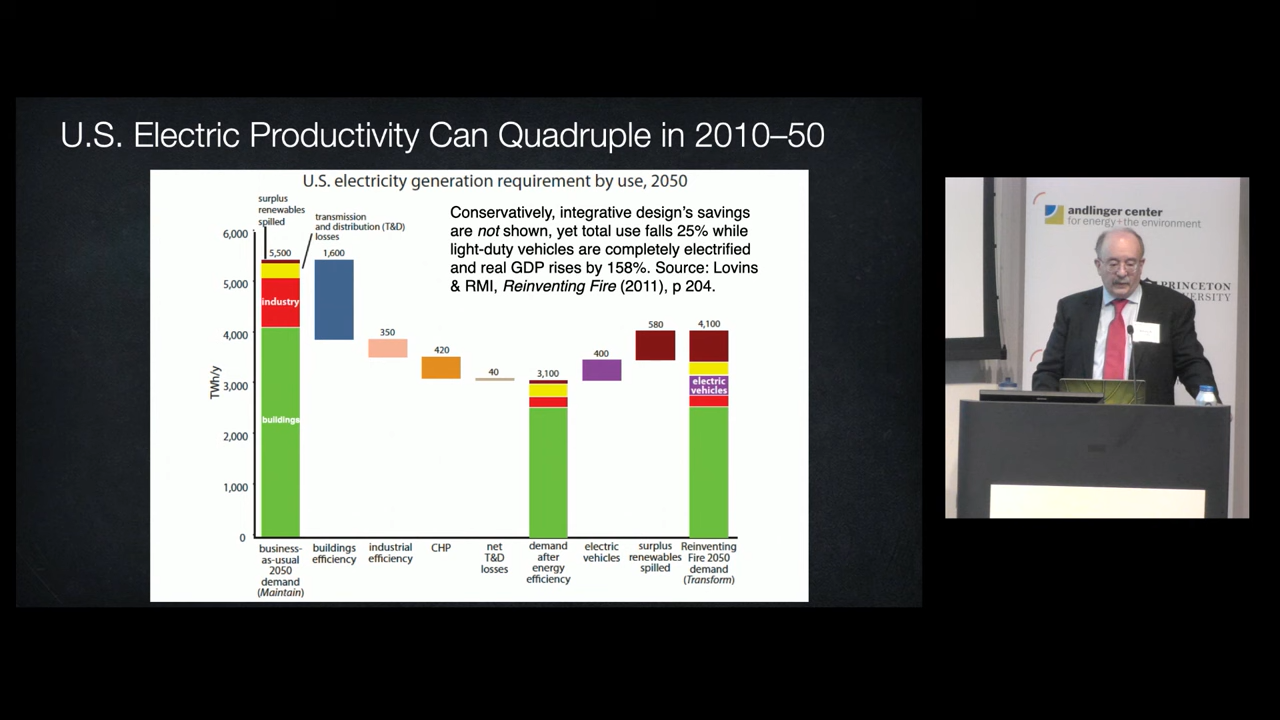 U.S. Electric Productivity Can Quadruple in 2010–50
U.S. electricity generation requirement by use, 2050
surplus
renewables
spilled
transmission
and distribution (T&D)
losses
Conservatively, integrative design's savings
are not shown, yet total use falls 25% while
light-duty vehicles are completely electrified
and real GDP rises by 158%. Source: Lovins
& RMI, Reinventing Fire (2011), p 204.
TWh/y
6,000
5,000
4,000
3,000
2,000
1,000
0
5,500
1,600
350
420
40
3,100
400
580
4,100
industry
buildings
electric
vehicles
business-
as-usual
2050
demand
(Maintain)
buildings
efficiency
industrial
efficiency
CHP
net
T&D
losses
demand
after
energy
efficiency
electric
vehicles
surplus
renewables
spilled
Reinventing
Fire 2050
demand
(Transform)
andlinger center
for energy+the environment
PRINCETON